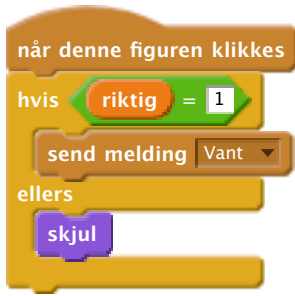 når denne figuren klikkes
hvis riktig = 1
send melding Vant
ellers
skjul